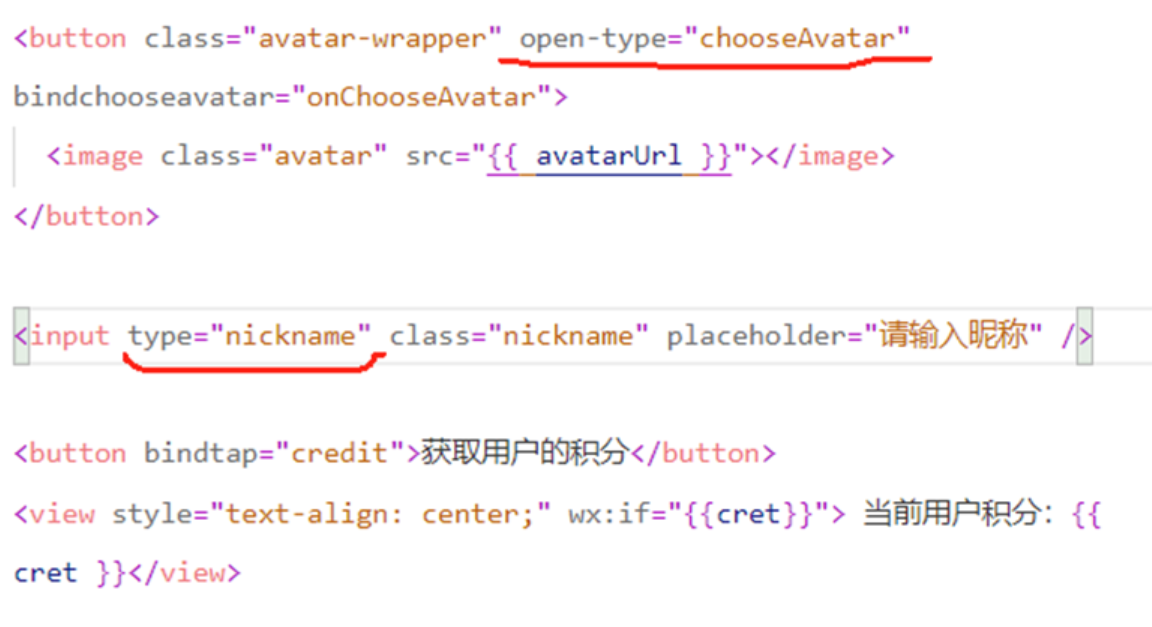 <button class="avatar-wrapper" open-type="chooseAvatar"
bindchooseavatar="onChooseAvatar">
<image class="avatar" src="{{ avatarUrl }}"></image>
</button>
<input type="nickname" class="nickname" placeholder="请输入昵称" />
<button bindtap="credit">获取用户的积分</button>
<view style="text-align: center;" wx:if="{{cret}}"> 当前用户积分：{{
cret }}</view>